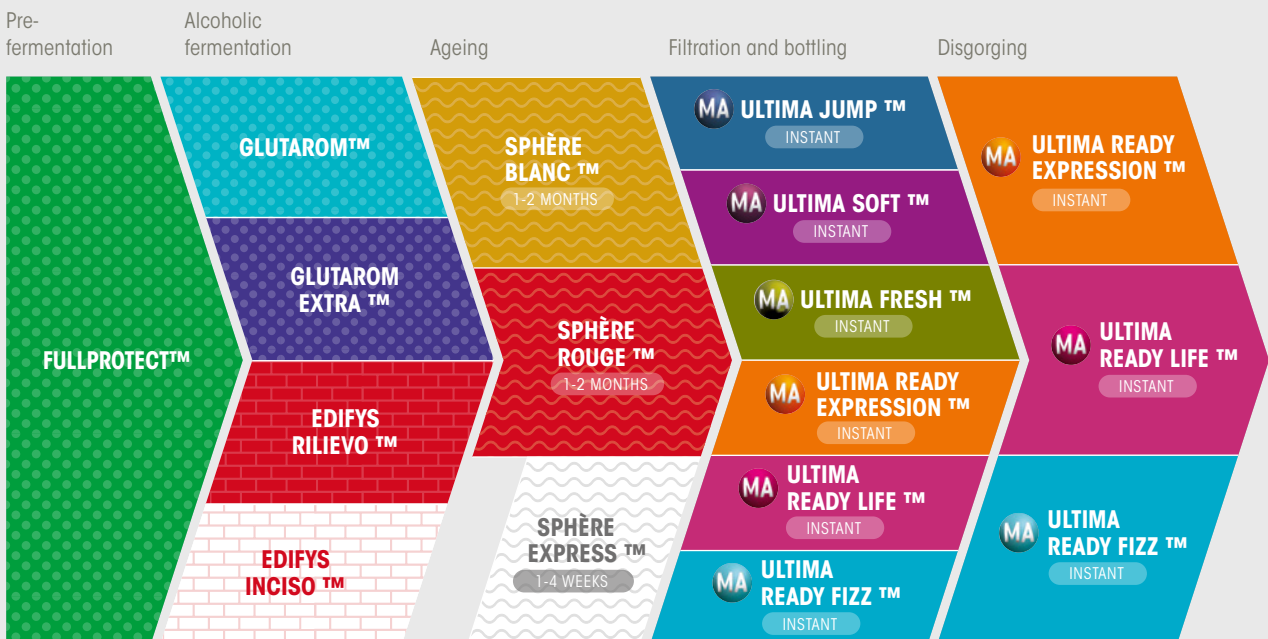 Pre-
fermentation
Alcoholic
fermentation
Ageing
Filtration and bottling
Disgorging
FULLPROTECT™
GLUTAROM™
GLUTAROM
EXTRA ™
EDIFYS
RILIEVO ™
EDIFYS
INCISO ™
SPHÈRE
BLANC ™
1-2 MONTHS
SPHÈRE
ROUGE ™
1-2 MONTHS
SPHÈRE
EXPRESS ™
1-4 WEEKS
MA ULTIMA JUMP ™
INSTANT
MA ULTIMA SOFT ™
INSTANT
MA ULTIMA FRESH ™
INSTANT
MA ULTIMA READY
EXPRESSION ™
INSTANT
MA ULTIMA
READY LIFE ™
INSTANT
MA ULTIMA
READY FIZZ ™
INSTANT
MA ULTIMA READY
EXPRESSION ™
INSTANT
MA ULTIMA
READY LIFE ™
INSTANT
MA ULTIMA
READY FIZZ ™
INSTANT